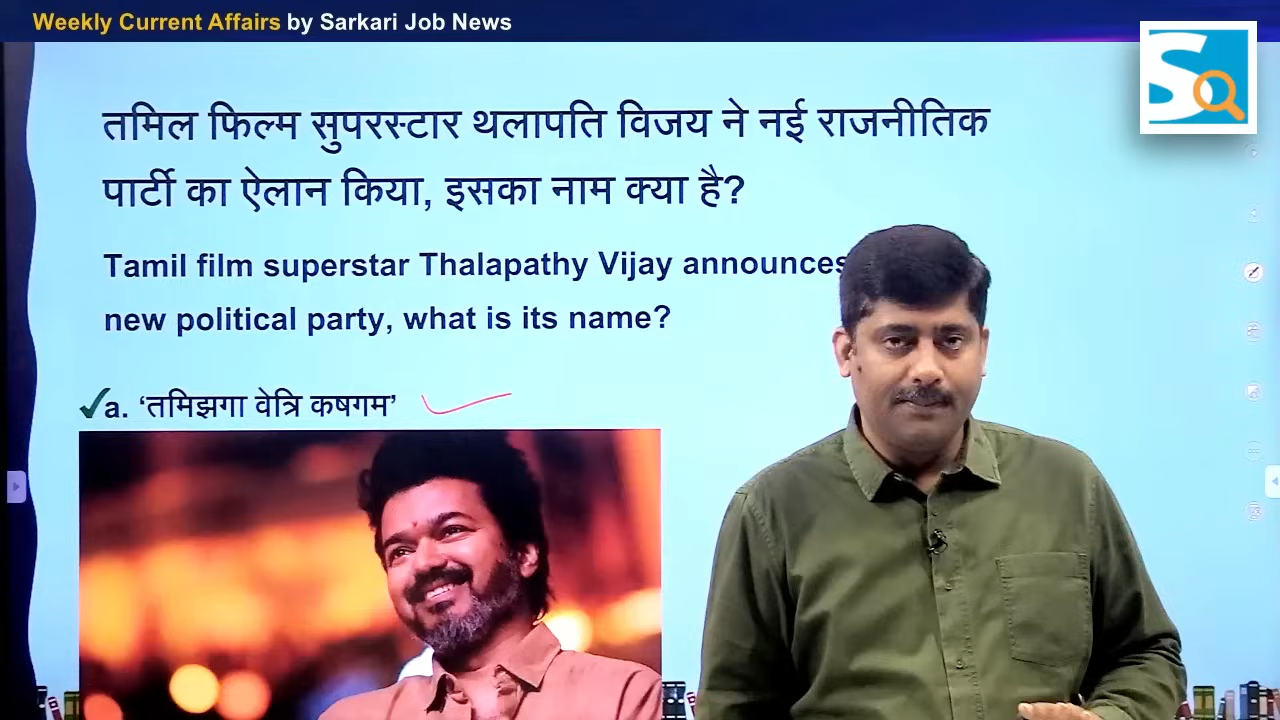 Weekly Current Affairs by Sarkari Job News
तमिल फिल्म सुपरस्टार थलापति विजय ने नई राजनीतिक
पार्टी का ऐलान किया, इसका नाम क्या है?
Tamil film superstar Thalapathy Vijay announces
new political party, what is its name?
a. ‘तमिझगा वेत्रि कषगम’